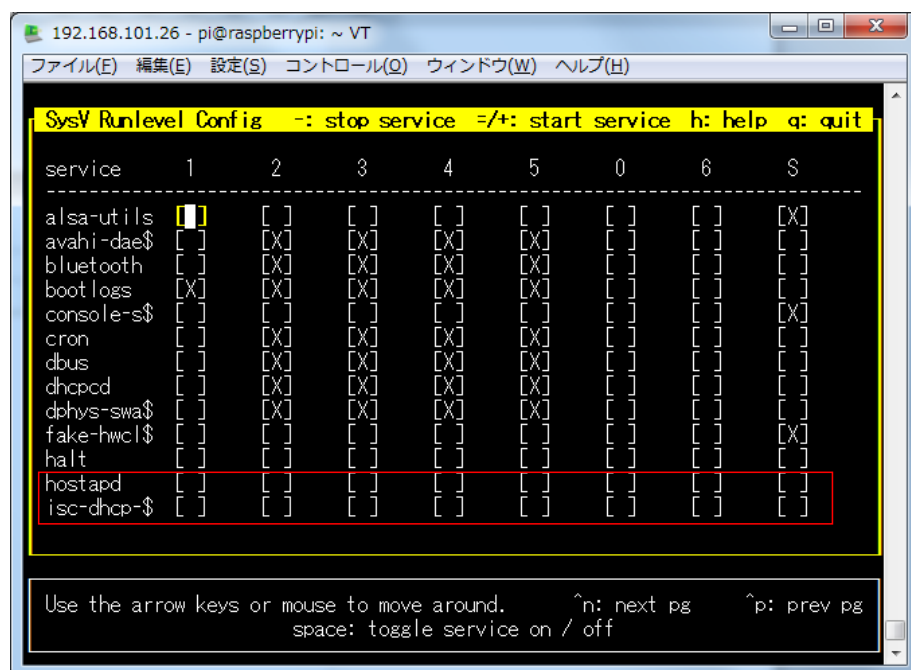 192.168.101.26 - pi@raspberrypi: ~ VT
ファイル(F) 編集(E) 設定(S) コントロール(O) ウィンドウ(W) ヘルプ(H)
SysV Runlevel Config -: stop service =/+: start service h: help q: quit
service 1 2 3 4 5 0 6 S
----------------------------------------------------------------------------
alsa-utils [ ] [ ] [ ] [ ] [ ] [ ] [ ] [X]
avahi-dae$ [ ] [X] [X] [X] [X] [ ] [ ] [ ]
bluetooth [ ] [X] [X] [X] [X] [ ] [ ] [ ]
bootlogs [X] [X] [X] [X] [X] [ ] [ ] [ ]
console-s$ [ ] [ ] [ ] [ ] [ ] [ ] [ ] [X]
cron [ ] [X] [X] [X] [X] [ ] [ ] [ ]
dbus [ ] [X] [X] [X] [X] [ ] [ ] [ ]
dhcpcd [ ] [X] [X] [X] [X] [ ] [ ] [ ]
dphys-swa$ [ ] [X] [X] [X] [X] [ ] [ ] [ ]
fake-hwcl$ [ ] [ ] [ ] [ ] [ ] [ ] [ ] [X]
halt [ ] [ ] [ ] [ ] [ ] [ ] [ ] [ ]
hostapd [ ] [ ] [ ] [ ] [ ] [ ] [ ] [ ]
isc-dhcp-$ [ ] [ ] [ ] [ ] [ ] [ ] [ ] [ ]
Use the arrow keys or mouse to move around. ^n: next pg ^p: prev pg
space: toggle service on / off